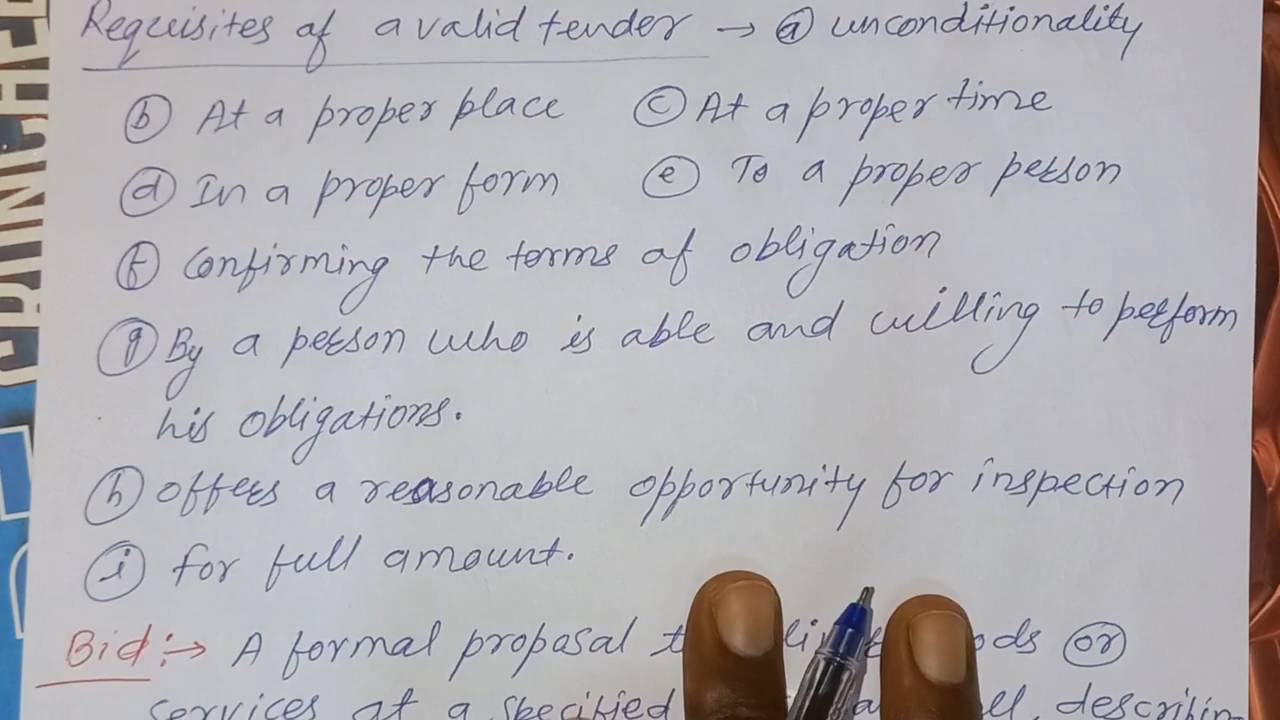 Requisites of a valid tender → ⓐ unconditionality
ⓑ At a proper place ⓒ At a proper time
ⓓ In a proper form ⓔ To a proper person
ⓕ Confirming the terms of obligation
ⓖ By a person who is able and willing to perform
his obligations.
ⓗ offers a reasonable opportunity for inspection
ⓘ for full amount.
Bid:→ A formal proposal or
services at a specified